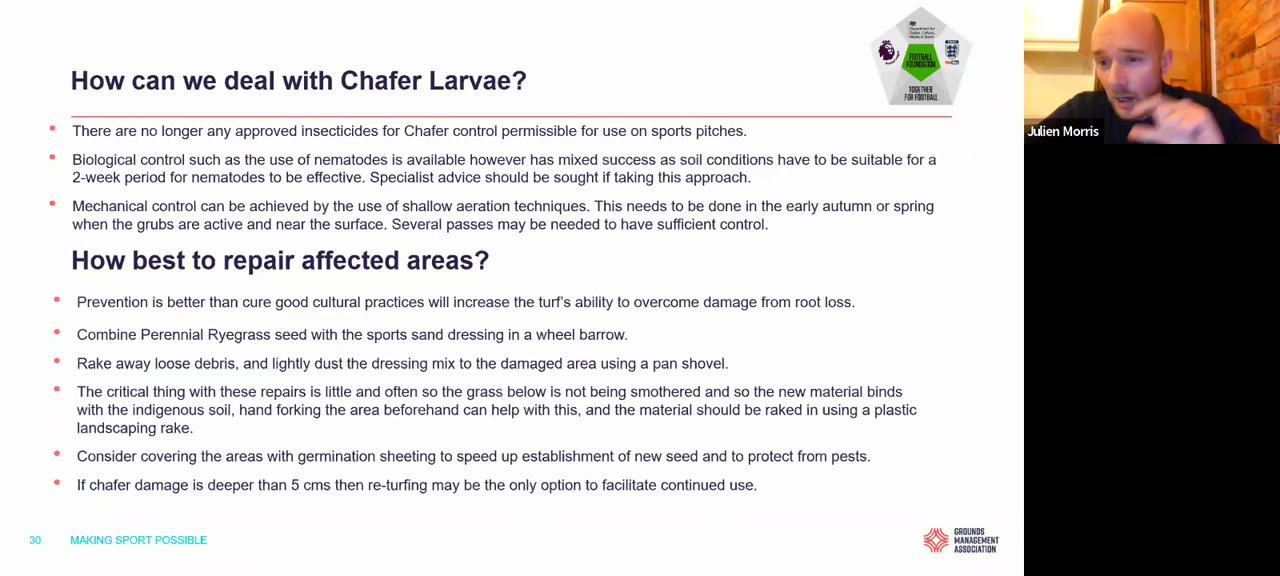 How can we deal with Chafer Larvae?
There are no longer any approved insecticides for Chafer control permissible for use on sports pitches.
Biological control such as the use of nematodes is available however has mixed success as soil conditions have to be suitable for a
2-week period for nematodes to be effective. Specialist advice should be sought if taking this approach.
Mechanical control can be achieved by the use of shallow aeration techniques. This needs to be done in the early autumn or spring
when the grubs are active and near the surface. Several passes may be needed to have sufficient control.
How best to repair affected areas?
Prevention is better than cure good cultural practices will increase the turf's ability to overcome damage from root loss.
Combine Perennial Ryegrass seed with the sports sand dressing in a wheel barrow.
Rake away loose debris, and lightly dust the dressing mix to the damaged area using a pan shovel.
The critical thing with these repairs is little and often so the grass below is not being smothered and so the new material binds
with the indigenous soil, hand forking the area beforehand can help with this, and the material should be raked in using a plastic
landscaping rake.
Consider covering the areas with germination sheeting to speed up establishment of new seed and to protect from pests.
If chafer damage is deeper than 5 cms then re-turfing may be the only option to facilitate continued use.
30 MAKING SPORT POSSIBLE
GROUNDS
MANAGEMENT
ASSOCIATION
Department for
Digital, Culture,
Media & Sport
FOOTBALL
FOUNDATION
TOGETHER
FOR FOOTBALL
Julien Morris